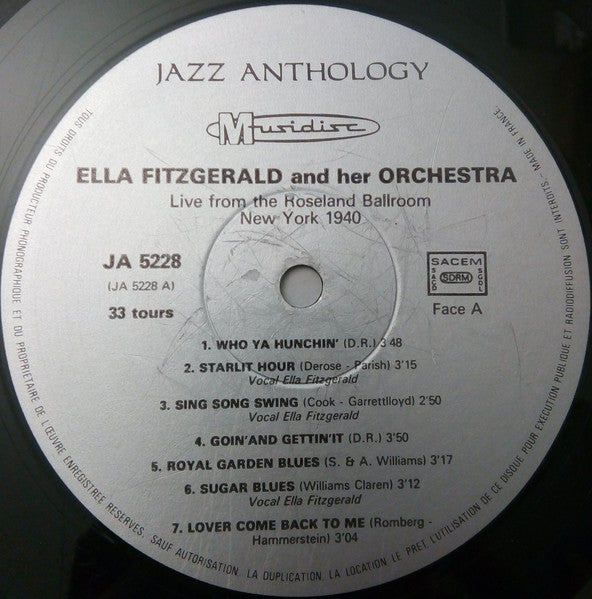 JAZZ ANTHOLOGY
Musidisc
ELLA FITZGERALD and her ORCHESTRA
Live from the Roseland Ballroom
New York 1940
JA 5228
(JA 5228 A)
33 tours
SACEM
SACD SDRM SGDL
Face A
1. WHO YA HUNCHIN' (D.R.) 3'48
2. STARLIT HOUR (Derose - Parish) 3'15
Vocal Ella Fitzgerald
3. SING SONG SWING (Cook - Garrettlloyd) 2'50
Vocal Ella Fitzgerald
4. GOIN'AND GETTIN'IT (D.R.) 3'50
5. ROYAL GARDEN BLUES (S. & A. Williams) 3'17
6. SUGAR BLUES (Williams Claren) 3'12
Vocal Ella Fitzgerald
7. LOVER COME BACK TO ME (Romberg -
Hammerstein) 3'04
TOUS DROITS DU PRODUCTEUR PHONOGRAPHIQUE ET DU PROPRIETAIRE DE L'ŒUVRE ENREGISTREE RESERVES. SAUF AUTORISATION, LA DUPLICATION, LA LOCATION, LE PRET, L'UTILISATION DE CE DISQUE POUR EXECUTION PUBLIQUE ET RADIODIFFUSION SONT INTERDITS - MADE IN FRANCE.